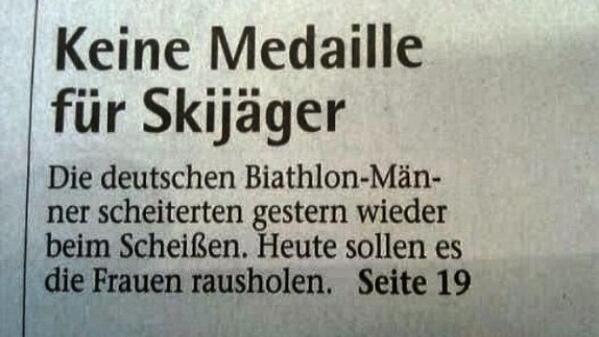 Keine Medaille
für Skijäger
Die deutschen Biathlon-Män-
ner scheiterten gestern wieder
beim Scheißen. Heute sollen es
die Frauen rausholen. Seite 19